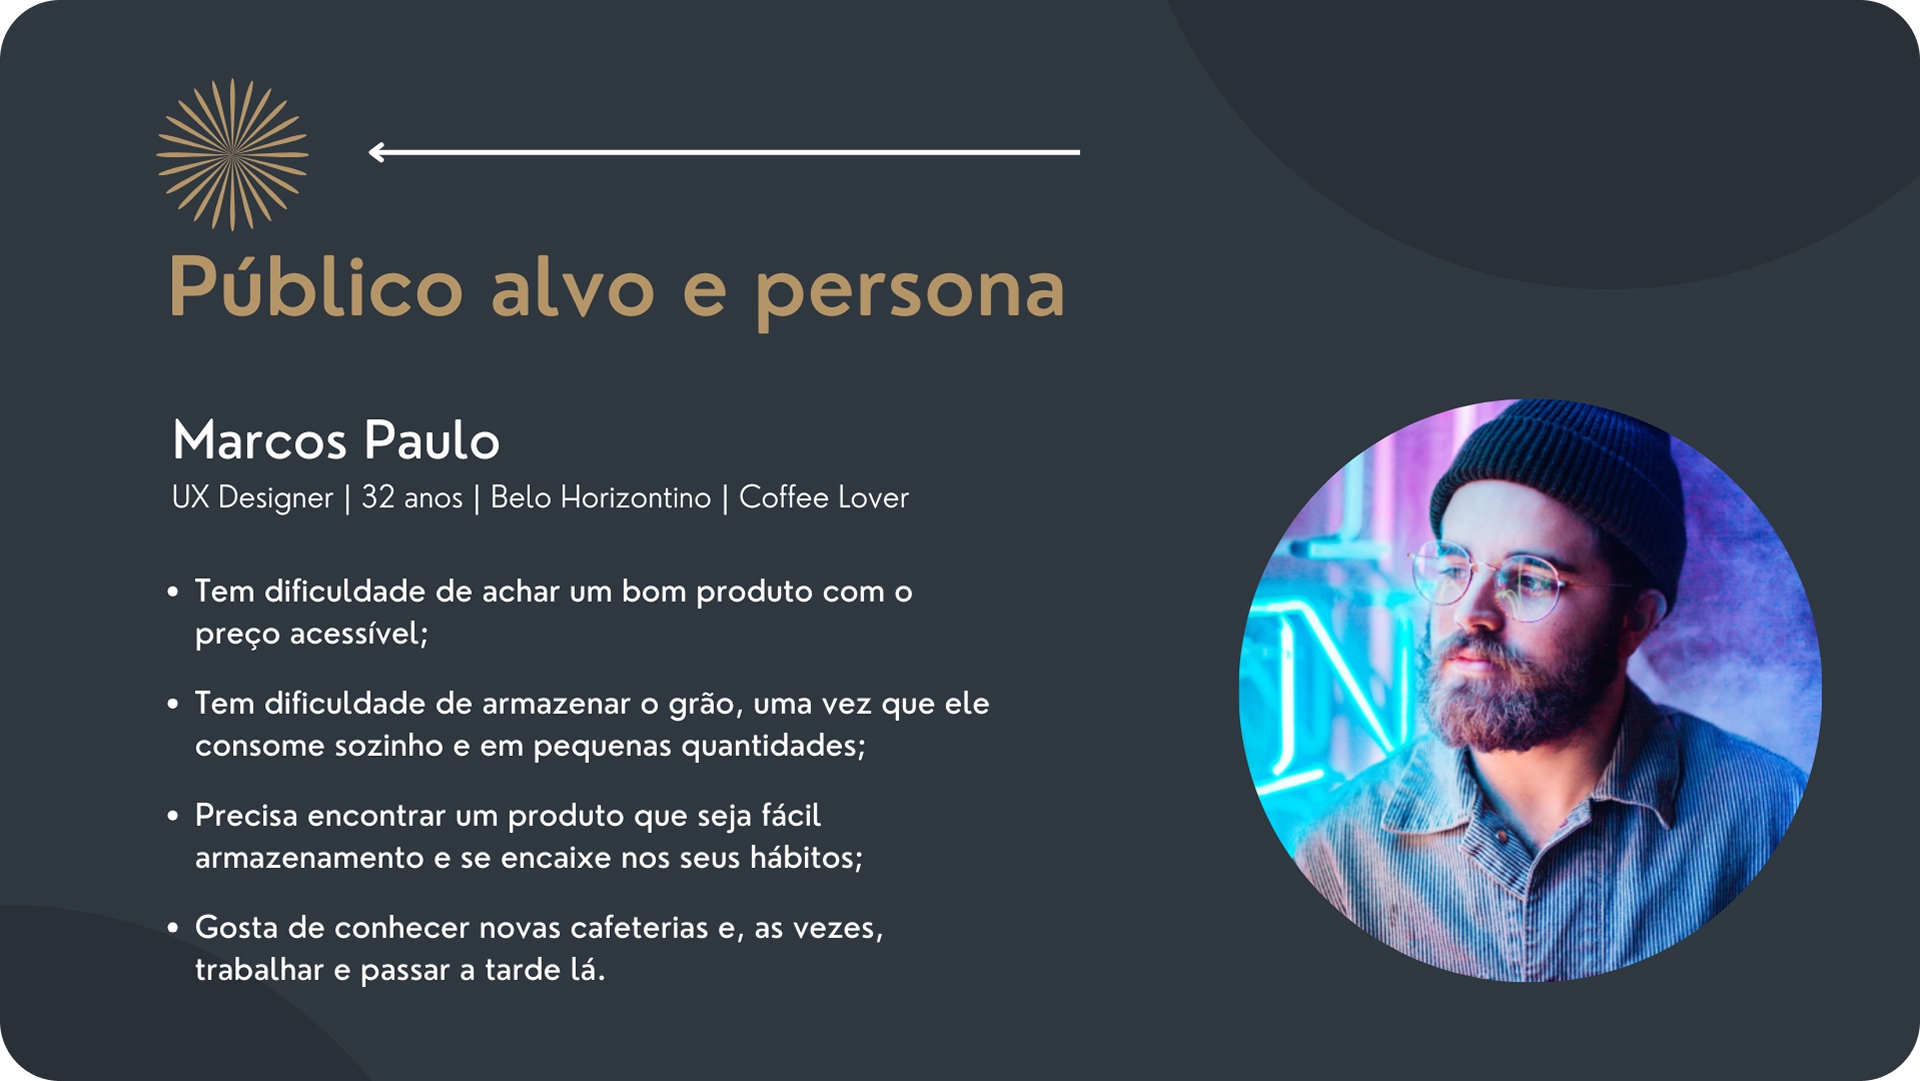 Público alvo e persona
Marcos Paulo
UX Designer | 32 anos | Belo Horizontino | Coffee Lover
• Tem dificuldade de achar um bom produto com o
preço acessível;
• Tem dificuldade de armazenar o grão, uma vez que ele
consome sozinho e em pequenas quantidades;
• Precisa encontrar um produto que seja fácil
armazenamento e se encaixe nos seus hábitos;
• Gosta de conhecer novas cafeterias e, as vezes,
trabalhar e passar a tarde lá.
N